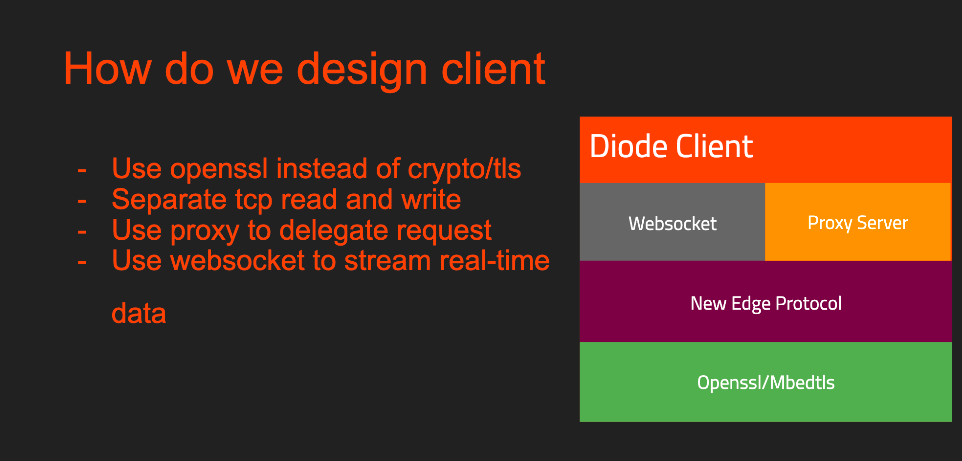 How do we design client
- Use openssl instead of crypto/tls
- Separate tcp read and write
- Use proxy to delegate request
- Use websocket to stream real-time
data
Diode Client
Websocket
Proxy Server
New Edge Protocol
Openssl/Mbedtls